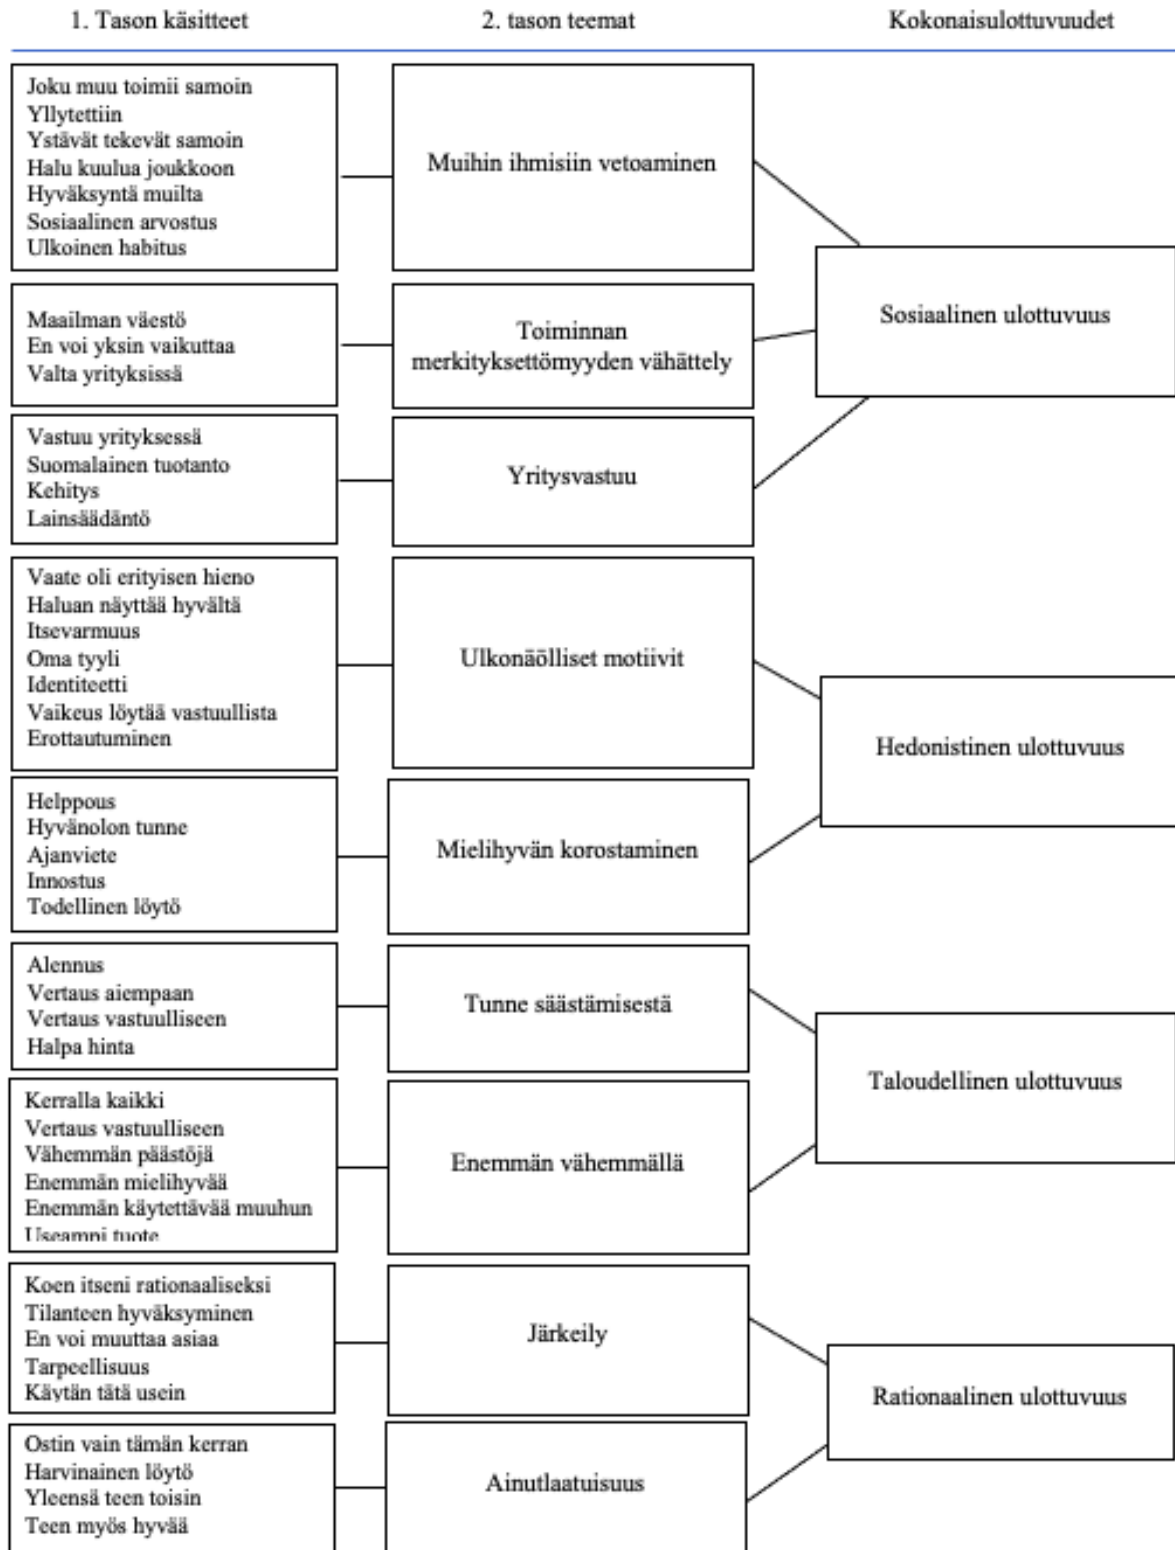 1. Tason käsitteet
2. tason teemat
Kokonaisulottuvuudet
Joku muu toimii samoin
Yllytettiin
Ystävät tekevät samoin
Halu kuulua joukkoon
Hyväksyntä muilta
Sosiaalinen arvostus
Ulkoinen habitus
Muihin ihmisiin vetoaminen
Sosiaalinen ulottuvuus
Maailman väestö
En voi yksin vaikuttaa
Valta yrityksissä
Toiminnan
merkityksettömyyden vähättely
Vastuu yrityksessä
Suomalainen tuotanto
Kehitys
Lainsäädäntö
Yritysvastuu
Vaate oli erityisen hieno
Haluan näyttää hyvältä
Itsevarmuus
Oma tyyli
Identiteetti
Vaikeus löytää vastuullista
Erottautuminen
Ulkonäölliset motiivit
Hedonistinen ulottuvuus
Helppous
Hyvänolon tunne
Ajanviete
Innostus
Todellinen löytö
Mielihyvän korostaminen
Alennus
Vertaus aiempaan
Vertaus vastuulliseen
Halpa hinta
Tunne säästämisestä
Taloudellinen ulottuvuus
Kerralla kaikki
Vertaus vastuulliseen
Vähemmän päästöjä
Enemmän mielihyvää
Enemmän käytettävää muuhun
Useampi tuote
Enemmän vähemmällä
Koen itseni rationaaliseksi
Tilanteen hyväksyminen
En voi muuttaa asiaa
Tarpeellisuus
Käytän tätä usein
Järkeily
Rationaalinen ulottuvuus
Ostin vain tämän kerran
Harvinainen löytö
Yleensä teen toisin
Teen myös hyvää
Ainutlaatuisuus